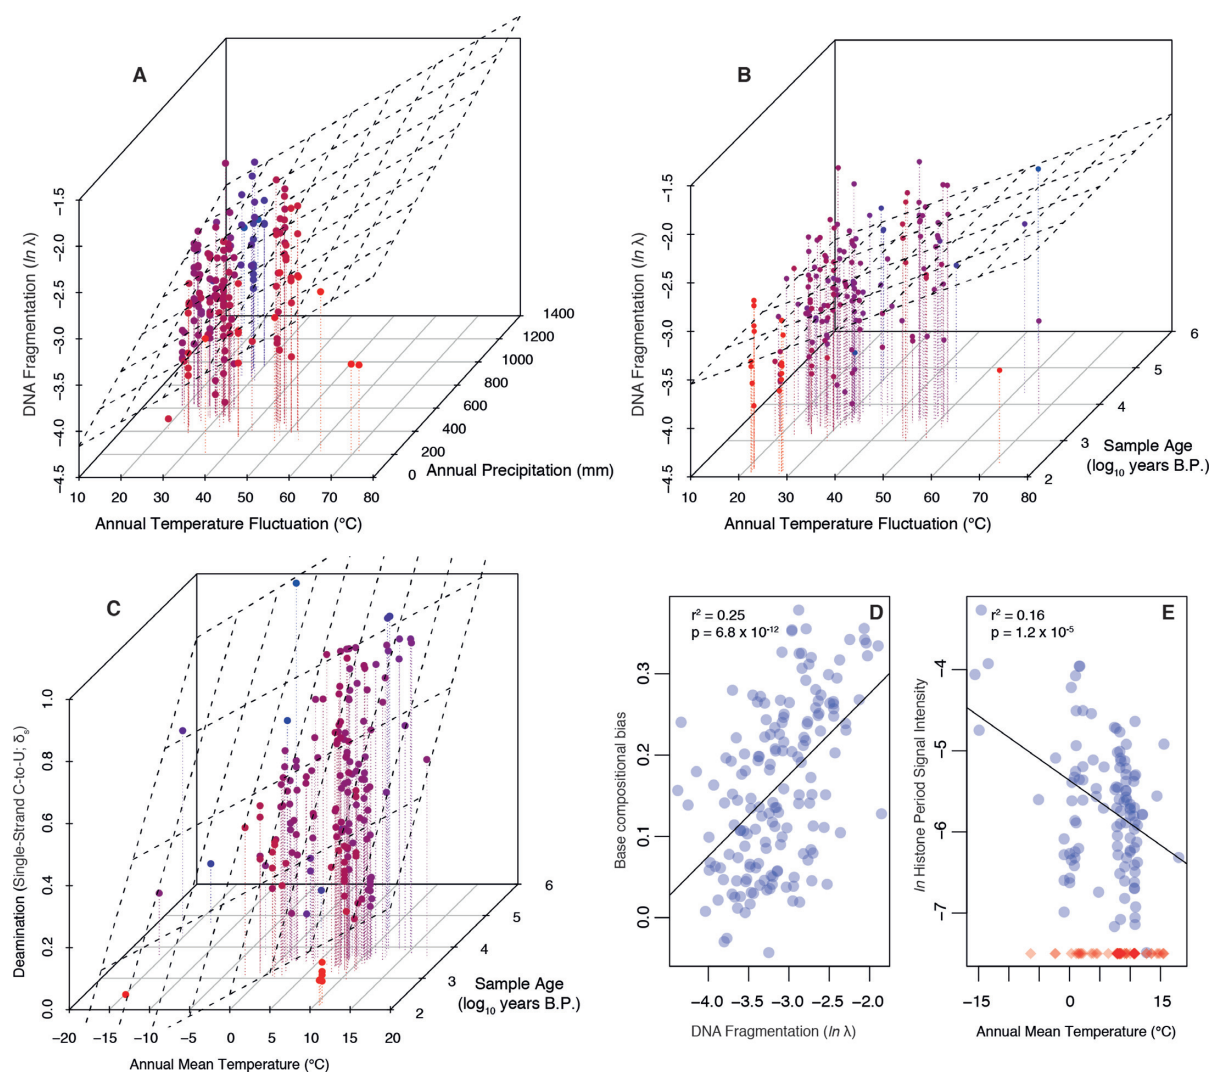 A
DNA Fragmentation (ln λ)
−1.5
−2.0
−2.5
−3.0
−3.5
−4.0
−4.5
10 20 30 40 50 60 70 80
Annual Temperature Fluctuation (°C)
0
200
400
600
800
1000
1200
1400
Annual Precipitation (mm)
B
DNA Fragmentation (ln λ)
−1.5
−2.0
−2.5
−3.0
−3.5
−4.0
−4.5
10 20 30 40 50 60 70 80
Annual Temperature Fluctuation (°C)
2
3
4
5
6
Sample Age
(log₁₀ years B.P.)
C
Deamination (Single-Strand C-to-U; δₛ)
1.0
0.8
0.6
0.4
0.2
0.0
−20 −15 −10 −5 0 5 10 15 20
Annual Mean Temperature (°C)
2
3
4
5
6
Sample Age
(log₁₀ years B.P.)
D
r² = 0.25
p = 6.8 x 10⁻¹²
Base compositional bias
0.3
0.2
0.1
0.0
−4.0 −3.5 −3.0 −2.5 −2.0
DNA Fragmentation (ln λ)
E
r² = 0.16
p = 1.2 x 10⁻⁵
ln Histone Period Signal Intensity
−4
−5
−6
−7
−15 0 15
Annual Mean Temperature (°C)